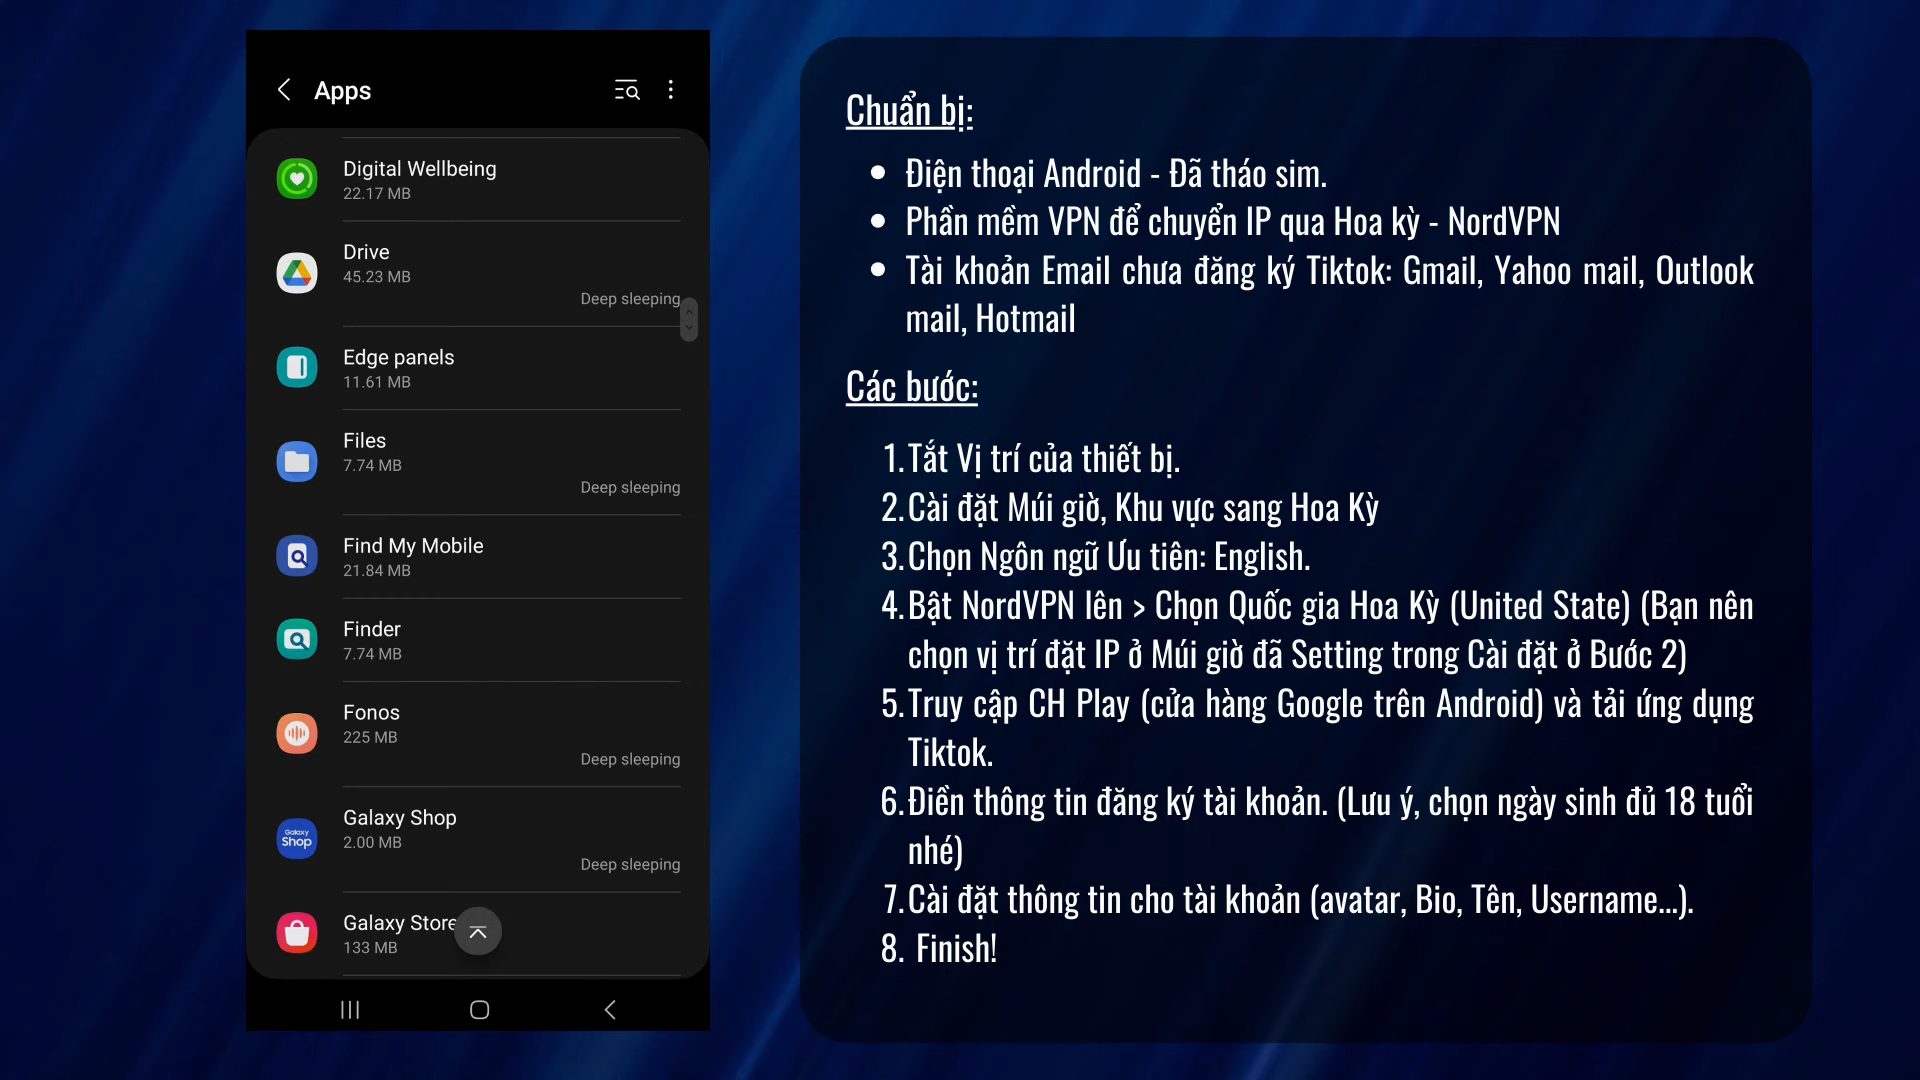 Apps
Digital Wellbeing
22.17 MB
Drive
45.23 MB
Deep sleeping
Edge panels
11.61 MB
Files
7.74 MB
Deep sleeping
Find My Mobile
21.84 MB
Finder
7.74 MB
Fonos
225 MB
Deep sleeping
Galaxy Shop
Galaxy
Shop
2.00 MB
Deep sleeping
Galaxy Store
133 MB
Chuẩn bị:
• Điện thoại Android - Đã tháo sim.
• Phần mềm VPN để chuyển IP qua Hoa kỳ - NordVPN
• Tài khoản Email chưa đăng ký Tiktok: Gmail, Yahoo mail, Outlook
mail, Hotmail
Các bước:
1. Tắt Vị trí của thiết bị.
2. Cài đặt Múi giờ, Khu vực sang Hoa Kỳ
3. Chọn Ngôn ngữ Ưu tiên: English.
4. Bật NordVPN lên > Chọn Quốc gia Hoa Kỳ (United State) (Bạn nên
chọn vị trí đặt IP ở Múi giờ đã Setting trong Cài đặt ở Bước 2)
5. Truy cập CH Play (cửa hàng Google trên Android) và tải ứng dụng
Tiktok.
6. Điền thông tin đăng ký tài khoản. (Lưu ý, chọn ngày sinh đủ 18 tuổi
nhé)
7. Cài đặt thông tin cho tài khoản (avatar, Bio, Tên, Username...).
8. Finish!